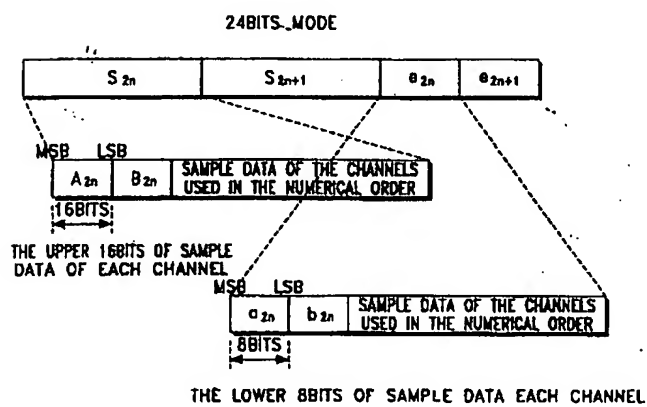 24BITS MODE
S2n S2n+1 e2n e2n+1
MSB LSB
A2n B2n SAMPLE DATA OF THE CHANNELS
USED IN THE NUMERICAL ORDER
16BITS
THE UPPER 16BITS OF SAMPLE
DATA OF EACH CHANNEL
MSB LSB
a2n b2n SAMPLE DATA OF THE CHANNELS
USED IN THE NUMERICAL ORDER
8BITS
THE LOWER 8BITS OF SAMPLE DATA EACH CHANNEL